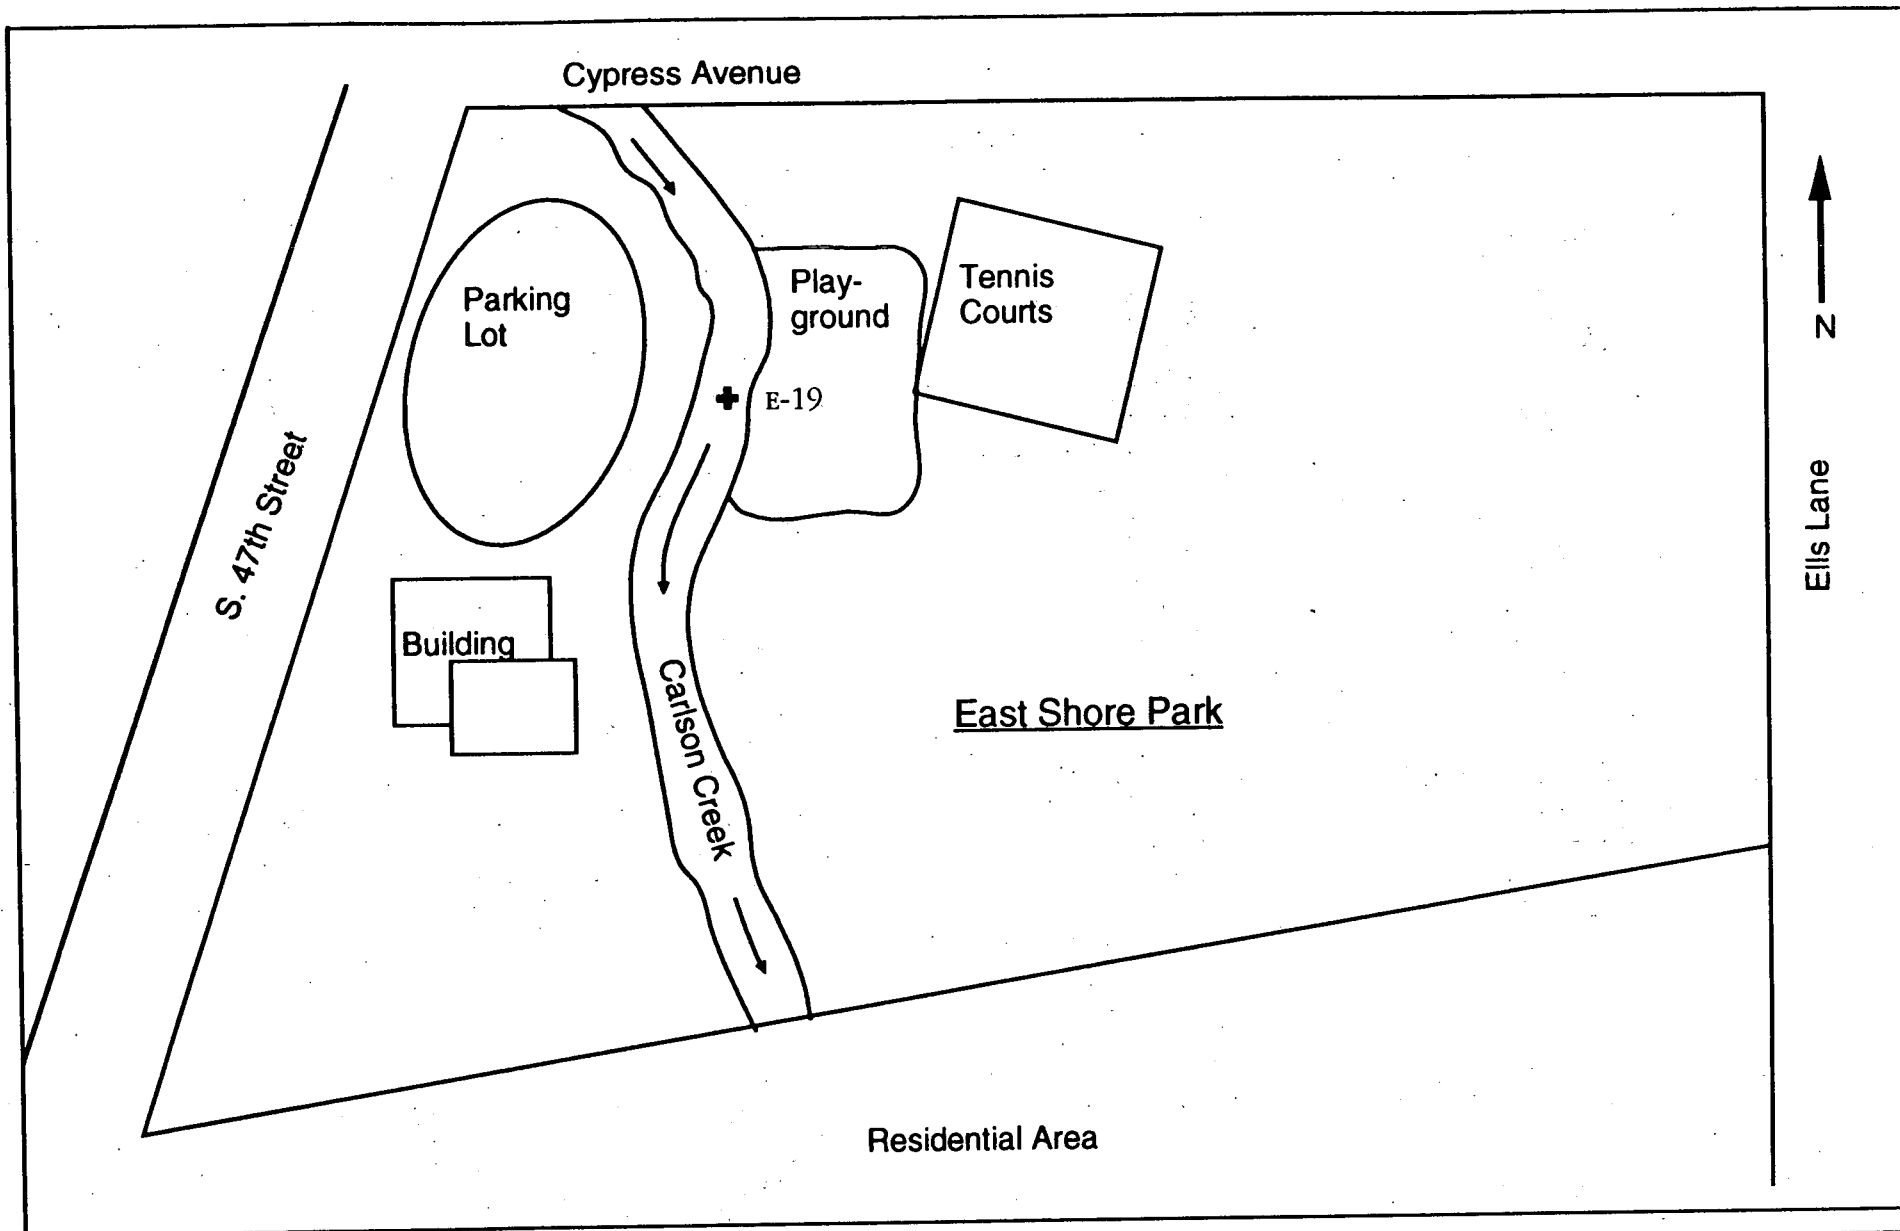 Cypress Avenue
Parking
Lot
Play-
ground
Tennis
Courts
N
E-19
S. 47th Street
Ells Lane
Building
Carlson Creek
East Shore Park
Residential Area